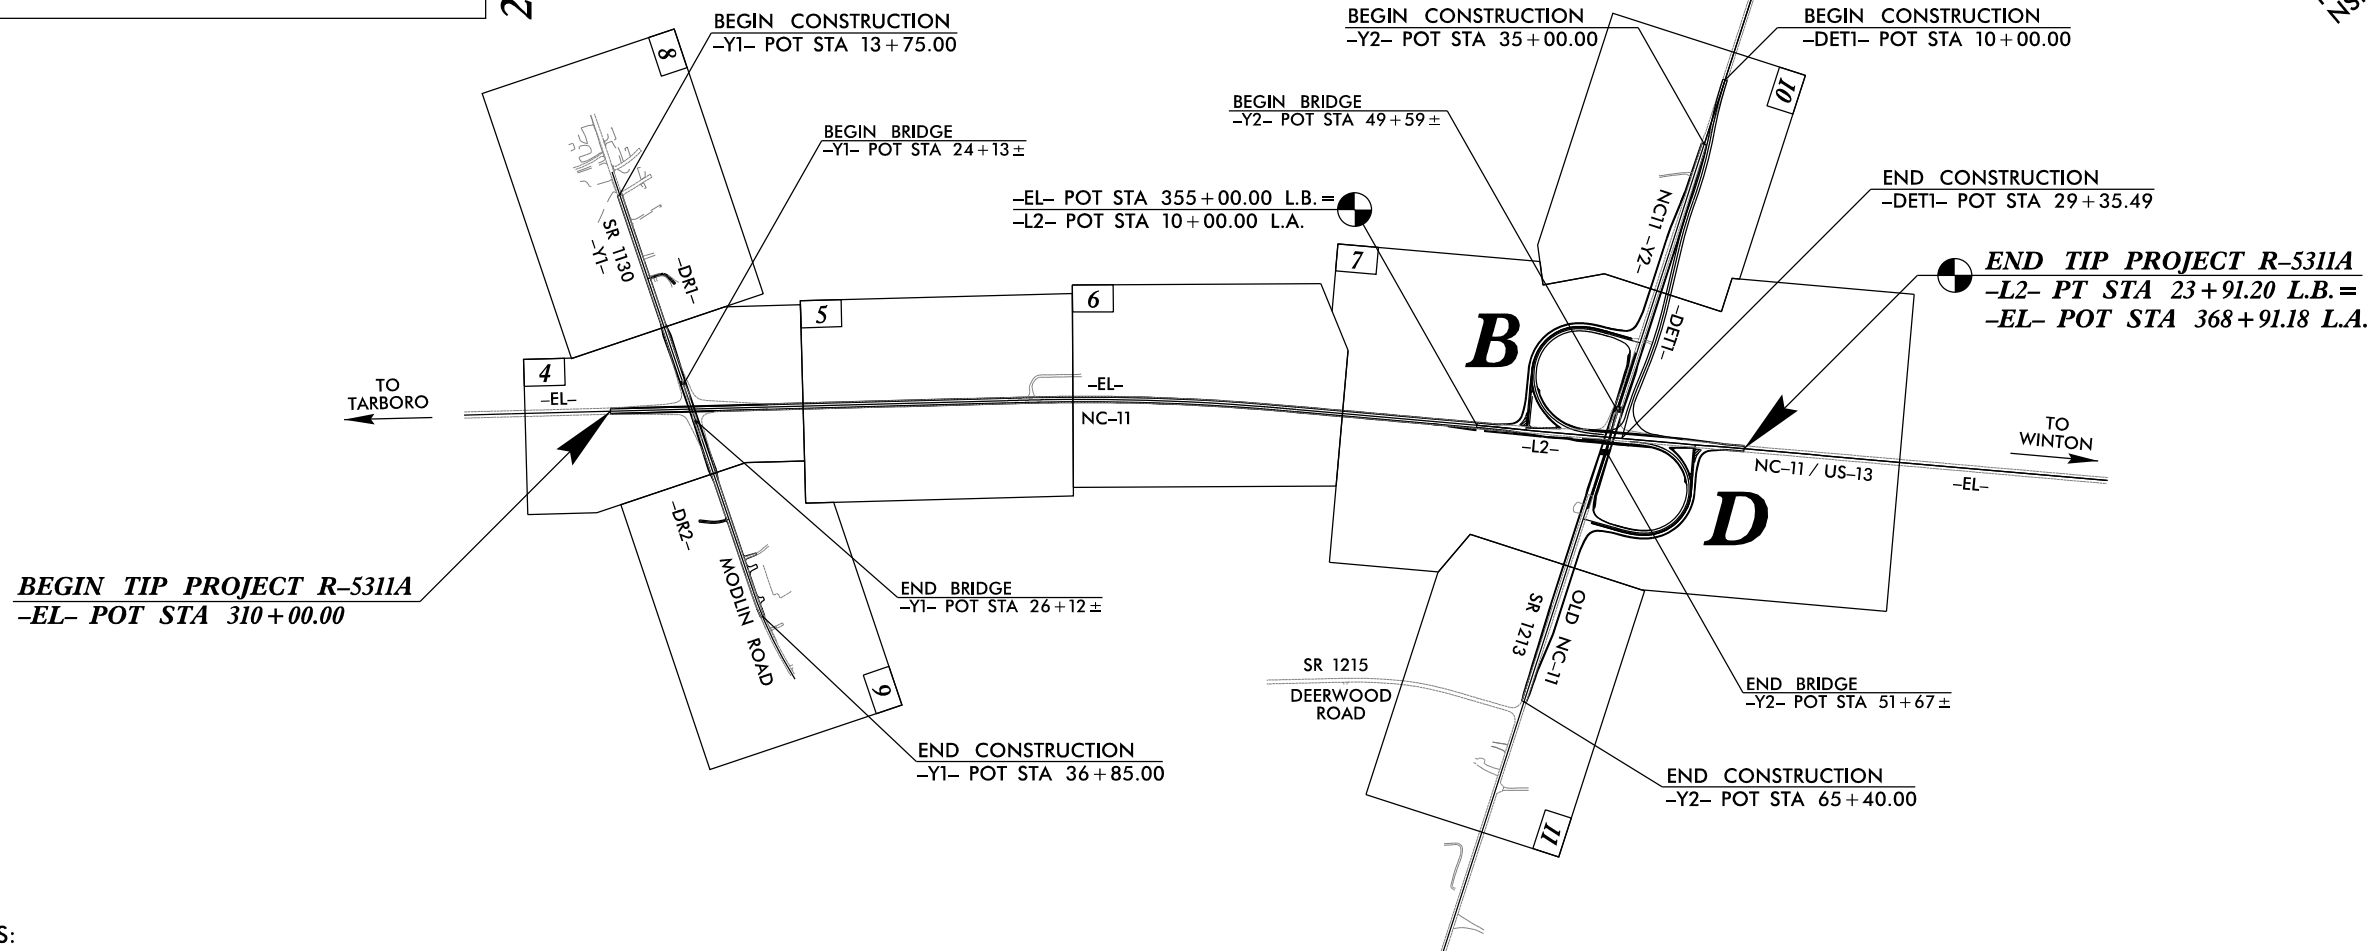 2
BEGIN CONSTRUCTION
-Y1- POT STA 13+75.00
BEGIN CONSTRUCTION
-Y2- POT STA 35+00.00
BEGIN CONSTRUCTION
-DET1- POT STA 10+00.00
8
10
BEGIN BRIDGE
-Y2- POT STA 49+59±
BEGIN BRIDGE
-Y1- POT STA 24+13±
END CONSTRUCTION
-DET1- POT STA 29+35.49
-EL- POT STA 355+00.00 L.B.=
-L2- POT STA 10+00.00 L.A.
SR 1130
-Y1-
-DR1-
NC11 -Y2-
7
END TIP PROJECT R-5311A
-L2- PT STA 23+91.20 L.B.=
-EL- POT STA 368+91.18 L.A.
5
6
-DET1-
B
4
TO
TARBORO
-EL-
-EL-
NC-11
-L2-
TO
WINTON
NC-11 / US-13
-EL-
D
-DR2-
BEGIN TIP PROJECT R-5311A
-EL- POT STA 310+00.00
MODLIN ROAD
END BRIDGE
-Y1- POT STA 26+12±
SR 1213
OLD NC-11
SR 1215
DEERWOOD
ROAD
9
END BRIDGE
-Y2- POT STA 51+67±
END CONSTRUCTION
-Y1- POT STA 36+85.00
END CONSTRUCTION
-Y2- POT STA 65+40.00
11
S: